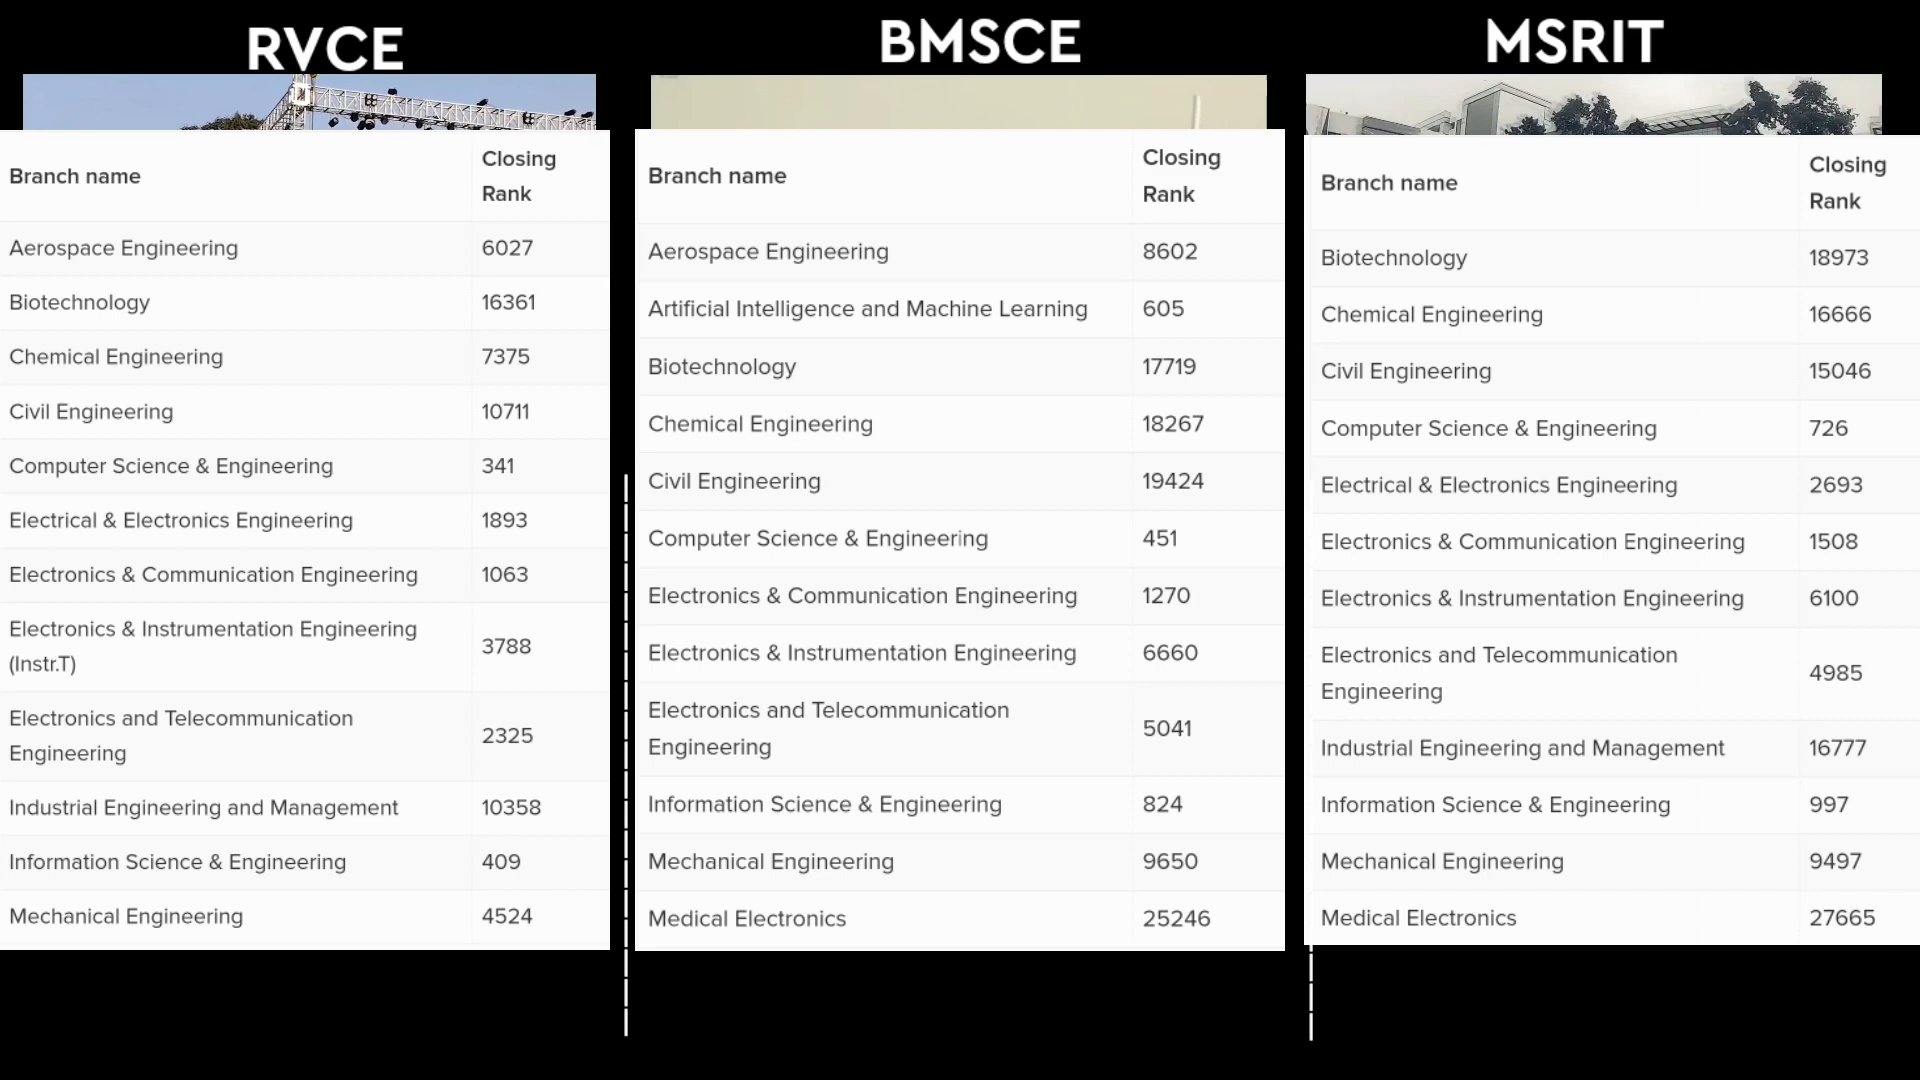 RVCE
Branch name
Closing
Rank
Aerospace Engineering 6027
Biotechnology 16361
Chemical Engineering 7375
Civil Engineering 10711
Computer Science & Engineering 341
Electrical & Electronics Engineering 1893
Electronics & Communication Engineering 1063
Electronics & Instrumentation Engineering
(Instr.T)
3788
Electronics and Telecommunication
Engineering
2325
Industrial Engineering and Management 10358
Information Science & Engineering 409
Mechanical Engineering 4524
BMSCE
Branch name
Closing
Rank
Aerospace Engineering 8602
Artificial Intelligence and Machine Learning 605
Biotechnology 17719
Chemical Engineering 18267
Civil Engineering 19424
Computer Science & Engineering 451
Electronics & Communication Engineering 1270
Electronics & Instrumentation Engineering 6660
Electronics and Telecommunication
Engineering
5041
Information Science & Engineering 824
Mechanical Engineering 9650
Medical Electronics 25246
MSRIT
Branch name
Closing
Rank
Biotechnology 18973
Chemical Engineering 16666
Civil Engineering 15046
Computer Science & Engineering 726
Electrical & Electronics Engineering 2693
Electronics & Communication Engineering 1508
Electronics & Instrumentation Engineering 6100
Electronics and Telecommunication
Engineering
4985
Industrial Engineering and Management 16777
Information Science & Engineering 997
Mechanical Engineering 9497
Medical Electronics 27665